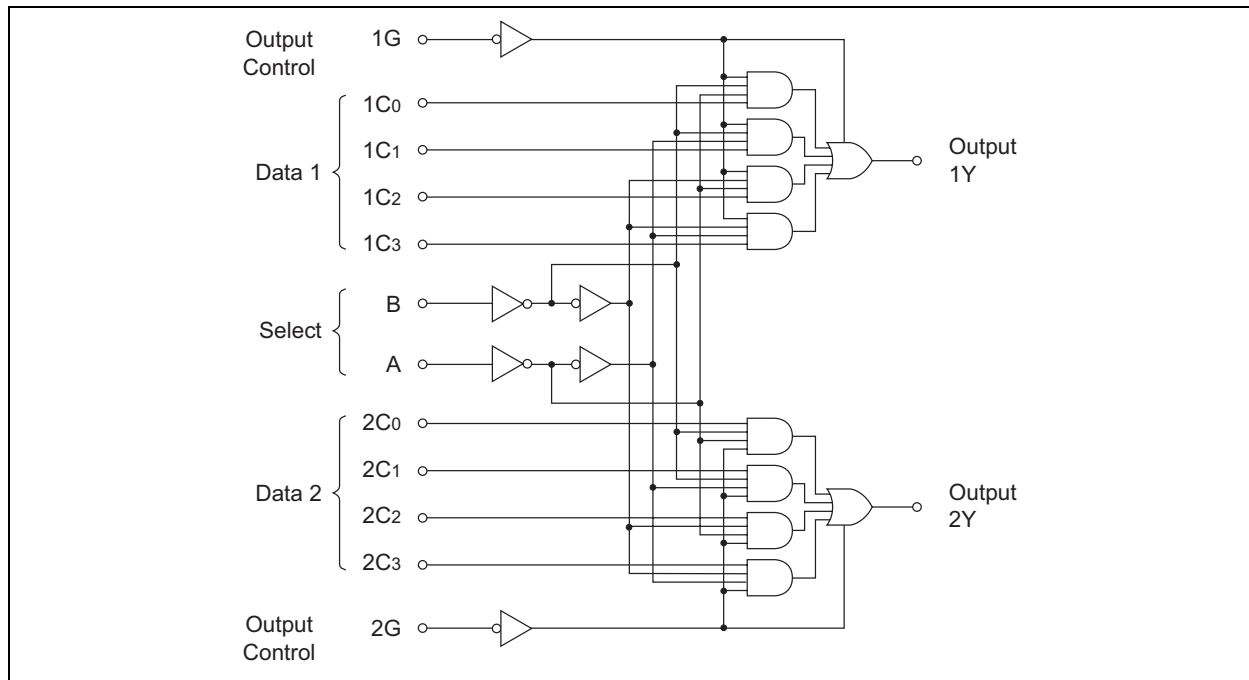 Output
Control
1G
1C0
1C1
Data 1
1C2
1C3
Output
1Y
B
Select
A
2C0
2C1
Data 2
2C2
2C3
Output
2Y
Output
Control
2G